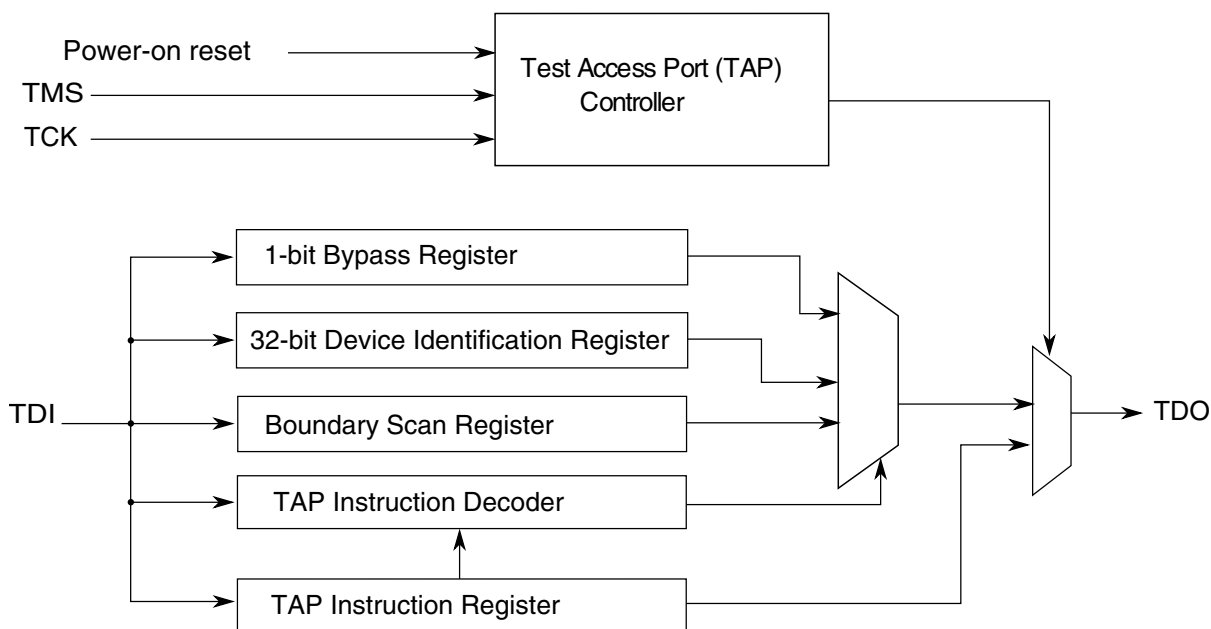 Power-on reset
TMS
TCK
Test Access Port (TAP)
Controller
1-bit Bypass Register
32-bit Device Identification Register
TDI
Boundary Scan Register
TDO
TAP Instruction Decoder
TAP Instruction Register